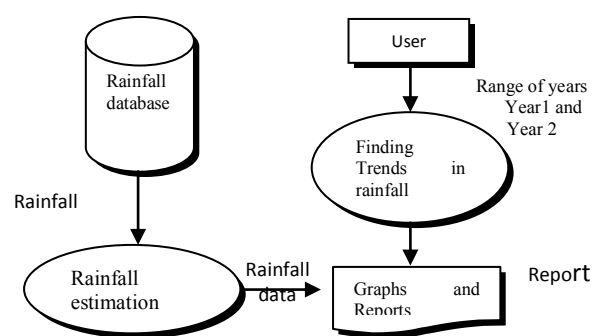 User
Rainfall
database
Range of years
Year1 and
Year 2
Finding
Trends in
rainfall
Rainfall
Rainfall
estimation
Rainfall
data
Graphs and
Reports
Report